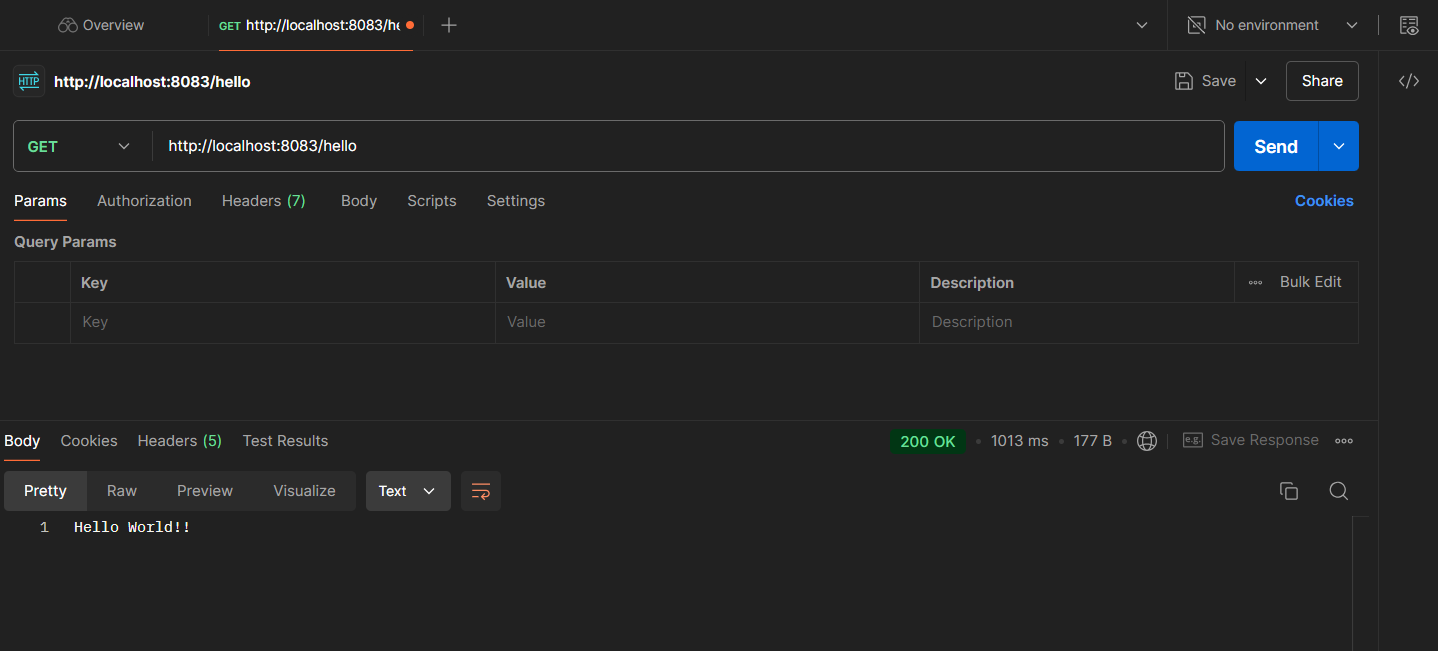 Overview GET http://localhost:8083/he No environment
HTTP http://localhost:8083/hello Save Share </>
GET http://localhost:8083/hello Send
Params Authorization Headers (7) Body Scripts Settings Cookies
Query Params
Key Value Description Bulk Edit
Key Value Description
Body Cookies Headers (5) Test Results 200 OK 1013 ms 177 B e.g. Save Response
Pretty Raw Preview Visualize Text
1 Hello World!!